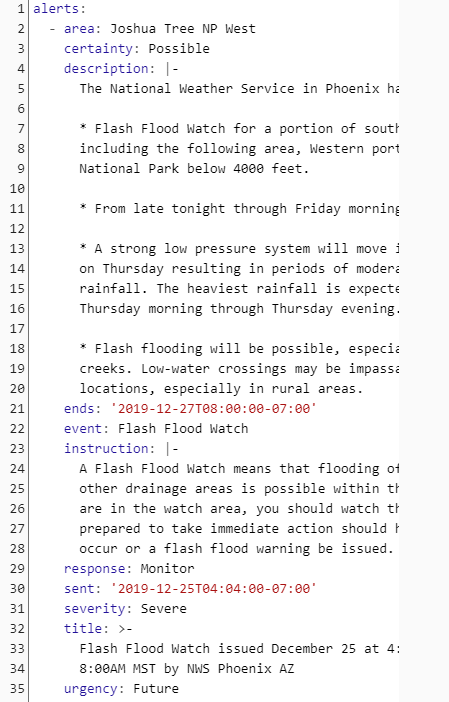 1 alerts:
2 - area: Joshua Tree NP West
3 certainty: Possible
4 description: |-
5 The National Weather Service in Phoenix ha
6
7 * Flash Flood Watch for a portion of south
8 including the following area, Western port
9 National Park below 4000 feet.
10
11 * From late tonight through Friday morning
12
13 * A strong low pressure system will move i
14 on Thursday resulting in periods of modera
15 rainfall. The heaviest rainfall is expecte
16 Thursday morning through Thursday evening.
17
18 * Flash flooding will be possible, especia
19 creeks. Low-water crossings may be impassa
20 locations, especially in rural areas.
21 ends: '2019-12-27T08:00:00-07:00'
22 event: Flash Flood Watch
23 instruction: |-
24 A Flash Flood Watch means that flooding of
25 other drainage areas is possible within th
26 are in the watch area, you should watch th
27 prepared to take immediate action should h
28 occur or a flash flood warning be issued.
29 response: Monitor
30 sent: '2019-12-25T04:04:00-07:00'
31 severity: Severe
32 title: >-
33 Flash Flood Watch issued December 25 at 4:
34 8:00AM MST by NWS Phoenix AZ
35 urgency: Future